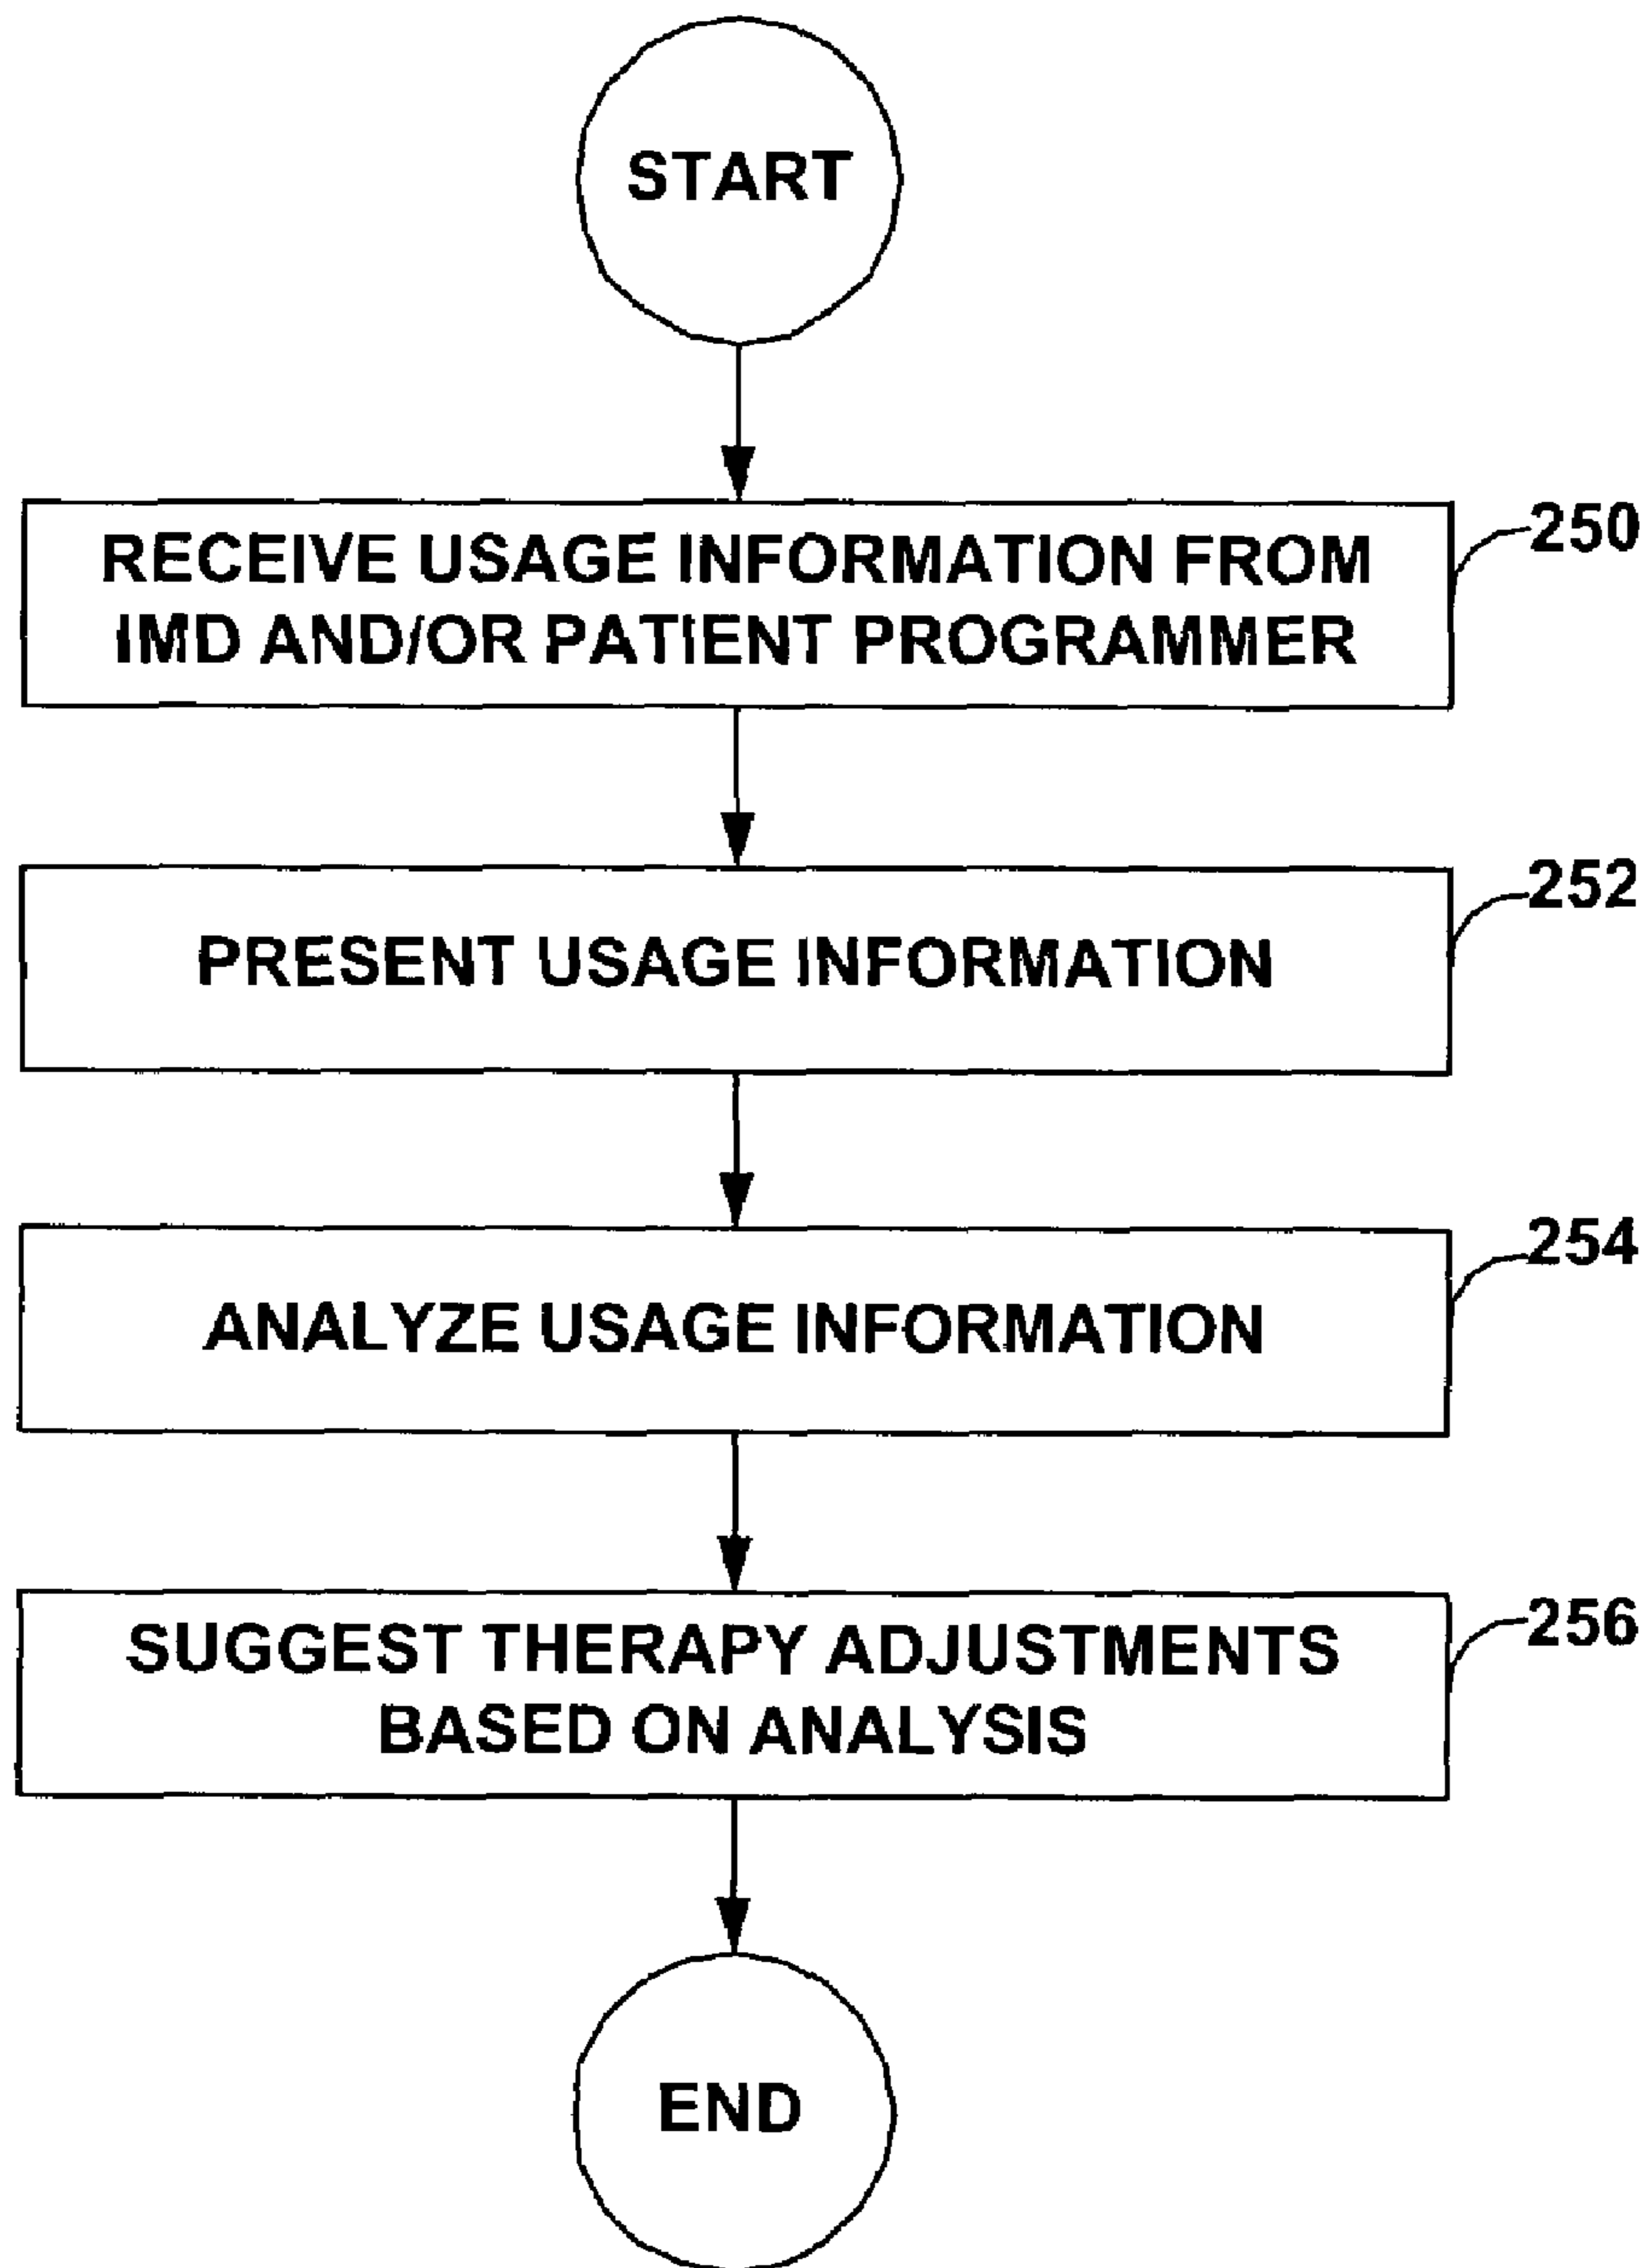 START
RECEIVE USAGE INFORMATION FROM
IMD AND/OR PATIENT PROGRAMMER
250
PRESENT USAGE INFORMATION
252
ANALYZE USAGE INFORMATION
254
SUGGEST THERAPY ADJUSTMENTS
BASED ON ANALYSIS
256
END